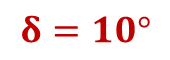 δ = 10°